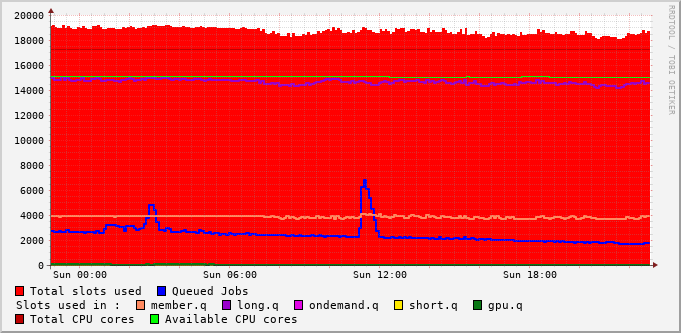 20000
18000
16000
14000
12000
10000
8000
6000
4000
2000
0
Sun 00:00 Sun 06:00 Sun 12:00 Sun 18:00
RRDTOOL / TOBI OETIKER
Total slots used Queued Jobs
Slots used in : member.q long.q ondemand.q short.q gpu.q
Total CPU cores Available CPU cores